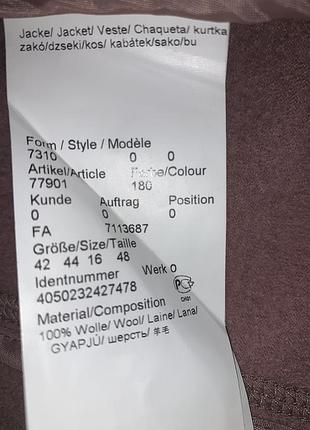 Jacke/ Jacket/ Veste/ Chaqueta/ kurtka
zakó/dzseki/kos/ kabátek/sako/bu
Form / Style / Modèle
7310 0 0
Artikel/Article Farbe/Colour
77901 180
Kunde Auftrag Position
0 0 0
FA 7113687
Größe/Size/Taille
42 44 16 48
Identnummer Werk 0
4050232427478
Material/Composition
100% Wolle/ Wool/ Laine/ Lana/
GYAPJÚ/ шерсть/ 羊毛